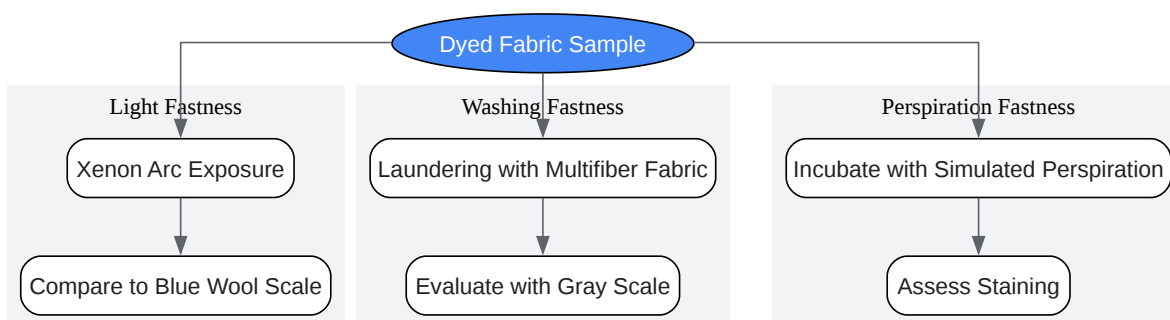 Dyed Fabric Sample
Light Fastness
Washing Fastness
Perspiration Fastness
Xenon Arc Exposure
Laundering with Multifiber Fabric
Incubate with Simulated Perspiration
Compare to Blue Wool Scale
Evaluate with Gray Scale
Assess Staining